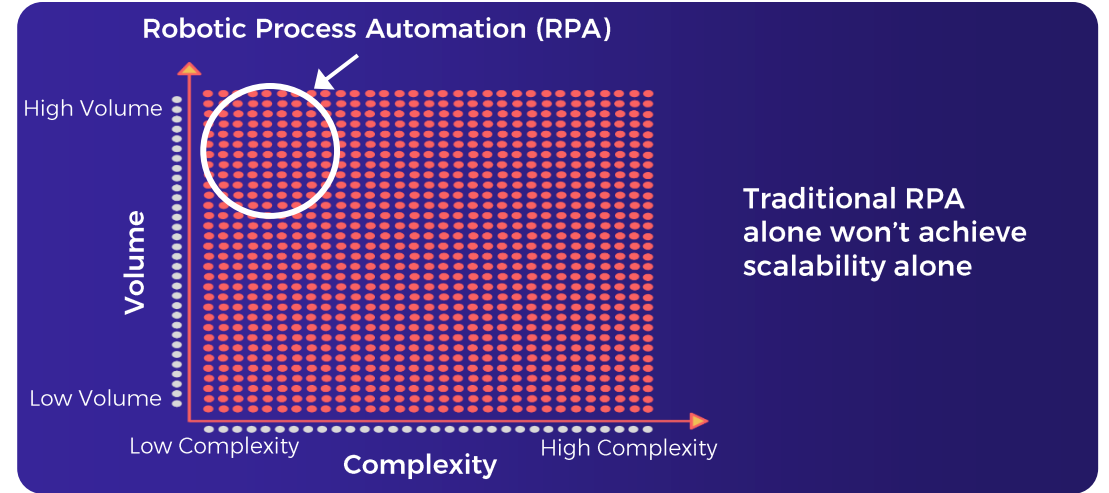 Robotic Process Automation (RPA)
High Volume
Volume
Low Volume
Low Complexity
High Complexity
Complexity
Traditional RPA
alone won’t achieve
scalability alone